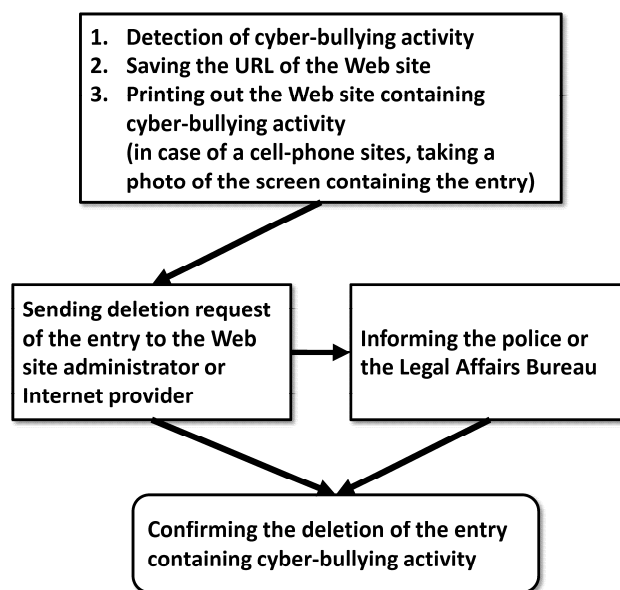 1. Detection of cyber-bullying activity
2. Saving the URL of the Web site
3. Printing out the Web site containing
cyber-bullying activity
(in case of a cell-phone sites, taking a
photo of the screen containing the entry)
Sending deletion request
of the entry to the Web
site administrator or
Internet provider
Informing the police or
the Legal Affairs Bureau
Confirming the deletion of the entry
containing cyber-bullying activity